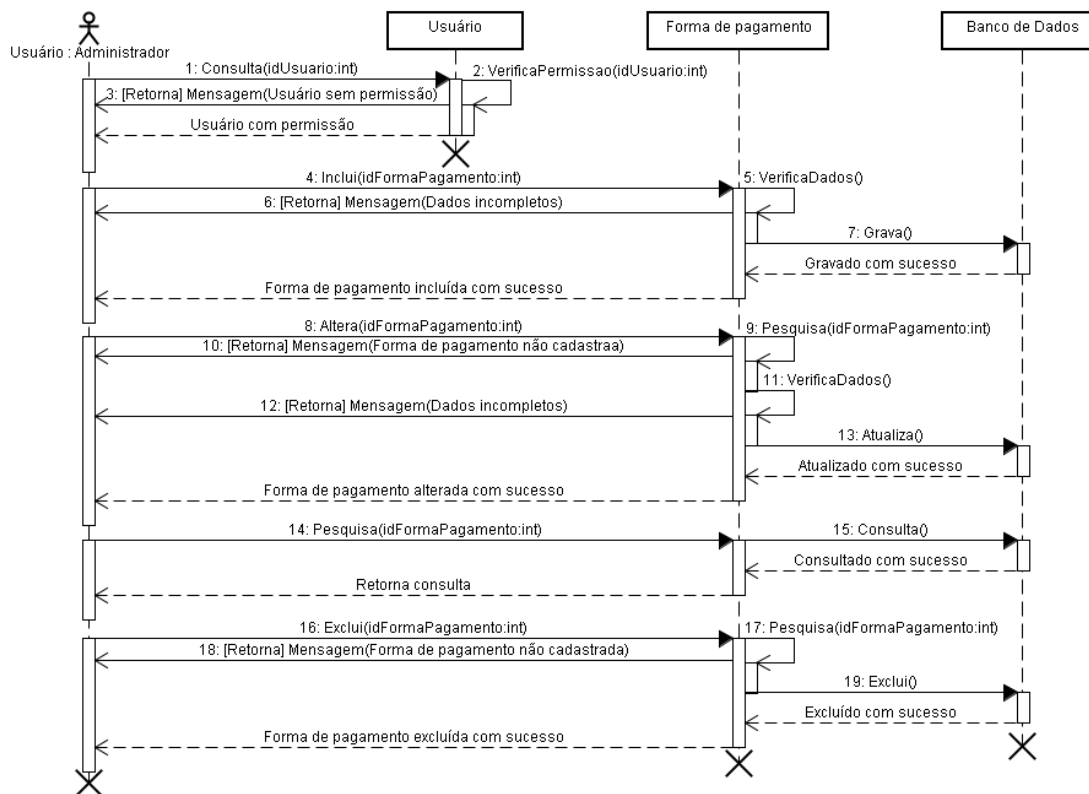 Usuário
Forma de pagamento
Banco de Dados
Usuário : Administrador
1: Consulta(idUsuario:int)
2: VerificaPermissao(idUsuario:int)
3: [Retorna] Mensagem(Usuário sem permissão)
Usuário com permissão
4: Inclui(idFormaPagamento:int)
5: VerificaDados()
6: [Retorna] Mensagem(Dados incompletos)
7: Grava()
Gravado com sucesso
Forma de pagamento incluída com sucesso
8: Altera(idFormaPagamento:int)
9: Pesquisa(idFormaPagamento:int)
10: [Retorna] Mensagem(Forma de pagamento não cadastraa)
11: VerificaDados()
12: [Retorna] Mensagem(Dados incompletos)
13: Atualiza()
Atualizado com sucesso
Forma de pagamento alterada com sucesso
14: Pesquisa(idFormaPagamento:int)
15: Consulta()
Consultado com sucesso
Retorna consulta
16: Exclui(idFormaPagamento:int)
17: Pesquisa(idFormaPagamento:int)
18: [Retorna] Mensagem(Forma de pagamento não cadastrada)
19: Exclui()
Excluído com sucesso
Forma de pagamento excluída com sucesso